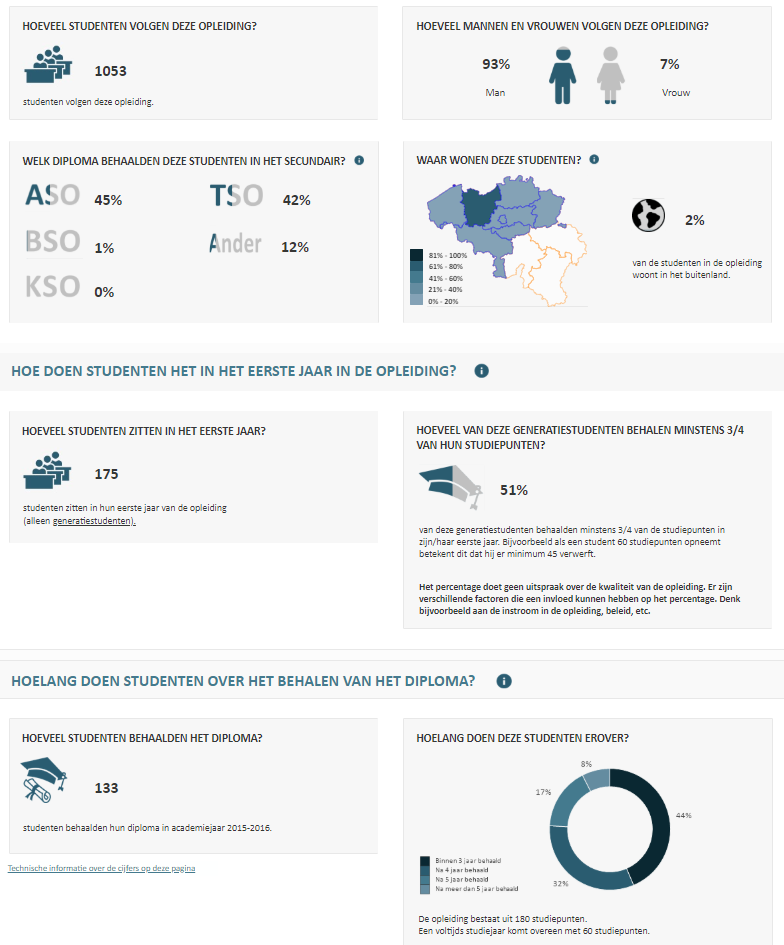 HOEVEEL STUDENTEN VOLGEN DEZE OPLEIDING?
1053
studenten volgen deze opleiding.
HOEVEEL MANNEN EN VROUWEN VOLGEN DEZE OPLEIDING?
93%
Man
7%
Vrouw
WELK DIPLOMA BEHAALDEN DEZE STUDENTEN IN HET SECUNDAIR?
ASO 45%
TSO 42%
BSO 1%
Ander 12%
KSO 0%
WAAR WONEN DEZE STUDENTEN?
81% - 100%
61% - 80%
41% - 60%
21% - 40%
0% - 20%
2%
van de studenten in de opleiding
woont in het buitenland.
HOE DOEN STUDENTEN HET IN HET EERSTE JAAR IN DE OPLEIDING?
HOEVEEL STUDENTEN ZITTEN IN HET EERSTE JAAR?
175
studenten zitten in hun eerste jaar van de opleiding
(alleen generatiestudenten).
HOEVEEL VAN DEZE GENERATIESTUDENTEN BEHALEN MINSTENS 3/4
VAN HUN STUDIEPUNTEN?
51%
van deze generatiestudenten behaalden minstens 3/4 van de studiepunten in
zijn/haar eerste jaar. Bijvoorbeeld als een student 60 studiepunten opneemt
betekent dit dat hij er minimum 45 verwerft.
Het percentage doet geen uitspraak over de kwaliteit van de opleiding. Er zijn
verschillende factoren die een invloed kunnen hebben op het percentage. Denk
bijvoorbeeld aan de instroom in de opleiding, beleid, etc.
HOELANG DOEN STUDENTEN OVER HET BEHALEN VAN HET DIPLOMA?
HOEVEEL STUDENTEN BEHAALDEN HET DIPLOMA?
133
studenten behaalden hun diploma in academiejaar 2015-2016.
Technische informatie over de cijfers op deze pagina
HOELANG DOEN DEZE STUDENTEN EROVER?
8%
17%
44%
32%
Binnen 3 jaar behaald
Na 4 jaar behaald
Na 5 jaar behaald
Na meer dan 5 jaar behaald
De opleiding bestaat uit 180 studiepunten.
Een voltijds studiejaar komt overeen met 60 studiepunten.